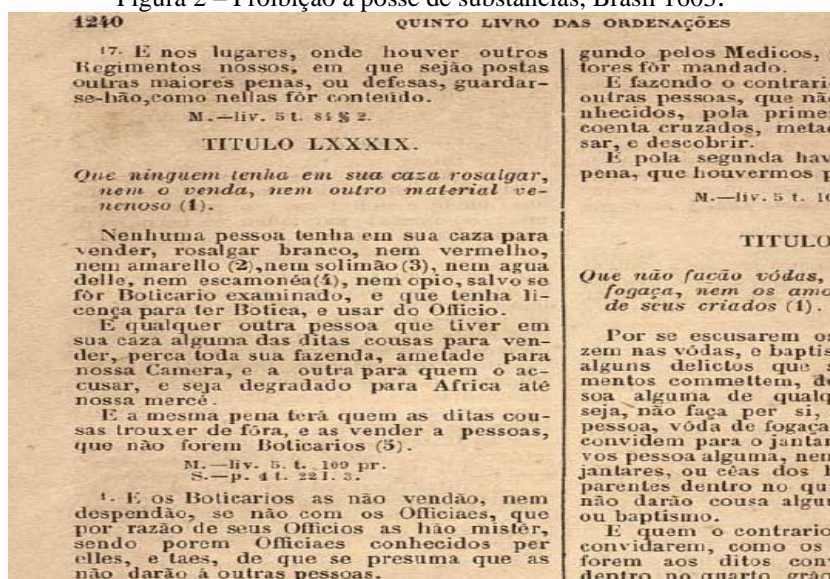 Figura 2 – Proibição à posse de substâncias, Brasil 1603.
1240
QUINTO LIVRO DAS ORDENAÇÕES
17. E nos lugares, onde houver outros
Regimentos nossos, em que sejão postas
outras maiores penas, ou defesas, guardar-
se-hão,como nellas fôr conteúdo.
M.—liv. 5 t. 84 § 2.
TITULO LXXXIX.
Que ninguem tenha em sua caza rosalgar,
nem o venda, nem outro material ve-
nenoso (1).
Nenhuma pessoa tenha em sua caza para
vender, rosalgar branco, nem vermelho,
nem amarello (2),nem solimão(3), nem agua
delle, nem escamonéa(4), nem opio, salvo se
fôr Boticario examinado, e que tenha li-
cença para ter Botica, e usar do Officio.
E qualquer outra pessoa que tiver em
sua caza alguma das ditas cousas para ven-
der, perca toda sua fazenda, ametade para
nossa Camera, e a outra para quem o ac-
cusar, e seja degradado para Africa até
nossa mercê.
E a mesma pena terá quem as ditas cou-
sas trouxer de fóra, e as vender a pessoas,
que não forem Boticarios (5).
M.—liv. 5. t. 109 pr.
S.—p. 4 t. 22 l. 3.
1. E os Boticarios as não vendão, nem
despendão, se não com os Officiaes, que
por razão de seus Officios as hão mistér,
sendo porem Officiaes conhecidos per
elles, e taes, de que se presuma que as
não darão á outras pessoas.
gundo pelos Medicos,
tores fôr mandado.
E fazendo o contrari
outras pessoas, que nã
nhecidos, pola prime
coenta cruzados, metad
sar, e descobrir.
E pola segunda hav
pena, que houvermos p
M.—liv. 5 t.
TITULO
Que não facão vódas,
fogaça, nem os amo
de seus criados (1).
Por se escusarem o
zem nas vódas, e baptis
alguns delictos que
mentos commettem,
soa alguma de qualq
seja, não faça per si,
pessoa, vóda de fogaça
convidem para o jantar
vos pessoa alguma, nen
jantares, ou cêas dos
parentes dentro no qu
não darão cousa algu
ou baptismo.
E quem o contrario
convidarem, como os
forem aos ditos con
dentro no quarto gráo